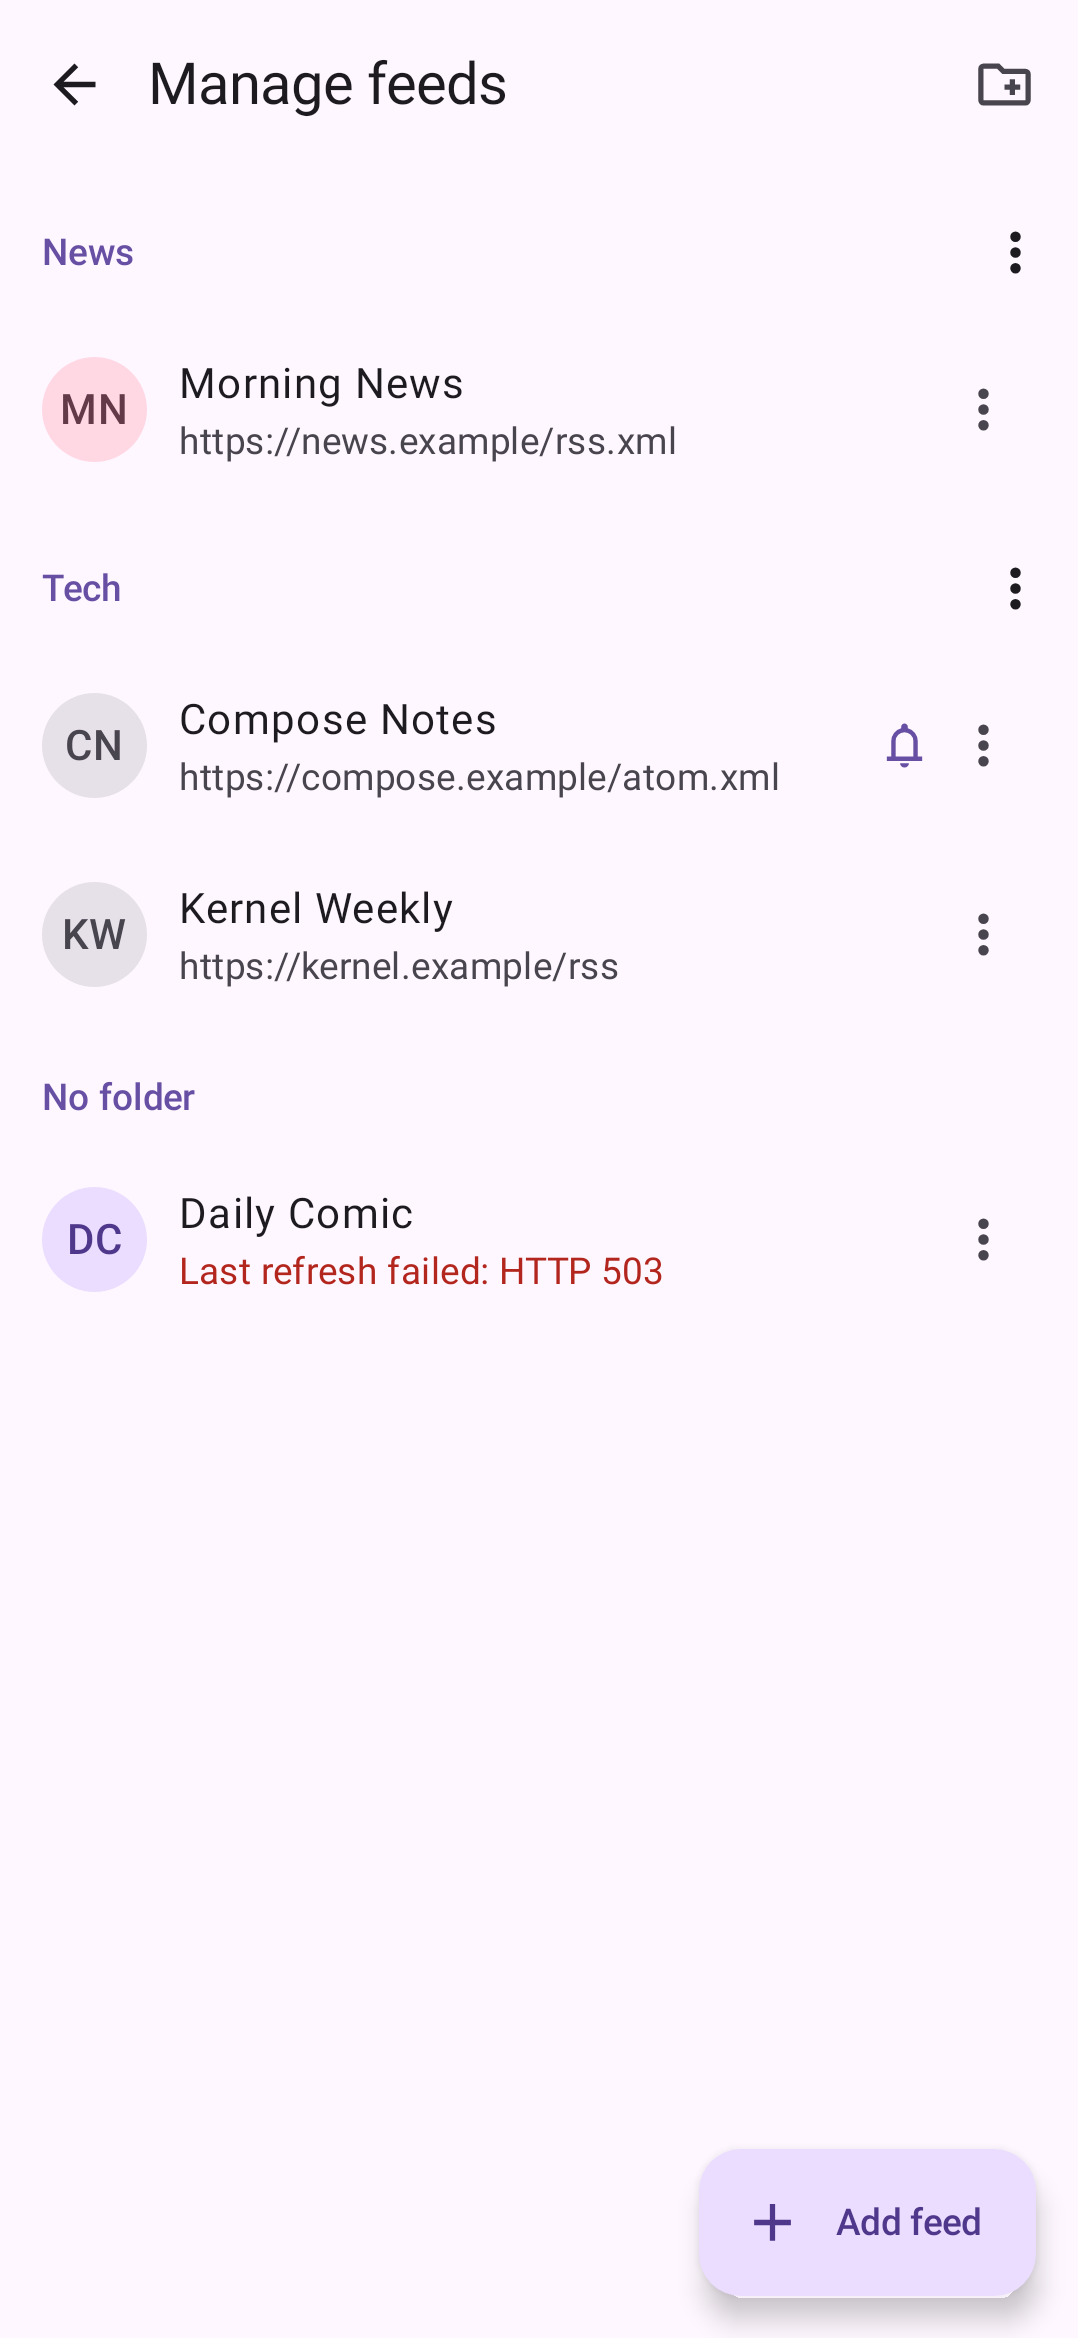 Manage feeds
News
MN
Morning News
https://news.example/rss.xml
Tech
CN
Compose Notes
https://compose.example/atom.xml
KW
Kernel Weekly
https://kernel.example/rss
No folder
DC
Daily Comic
Last refresh failed: HTTP 503
Add feed